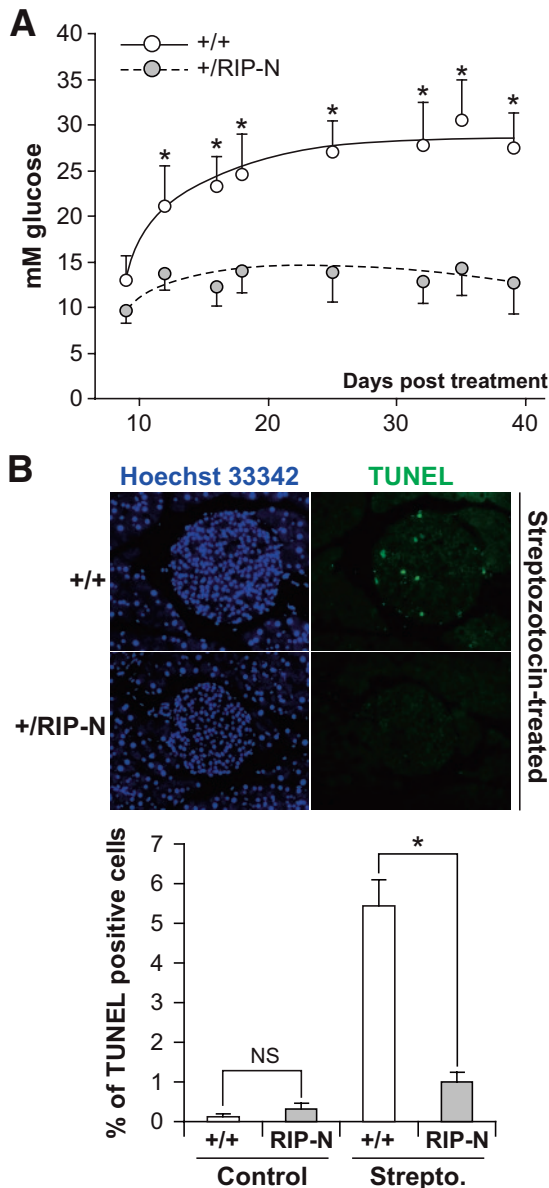 A
+/+
+/RIP-N
mM glucose
40
35
30
25
20
15
10
5
0
* * * * * * *
Days post treatment
10 20 30 40
B
Hoechst 33342 TUNEL
+/+
+/RIP-N
Streptozotocin-treated
% of TUNEL positive cells
7
6
5
4
3
2
1
0
NS
*
+/+ RIP-N +/+ RIP-N
Control Strepto.